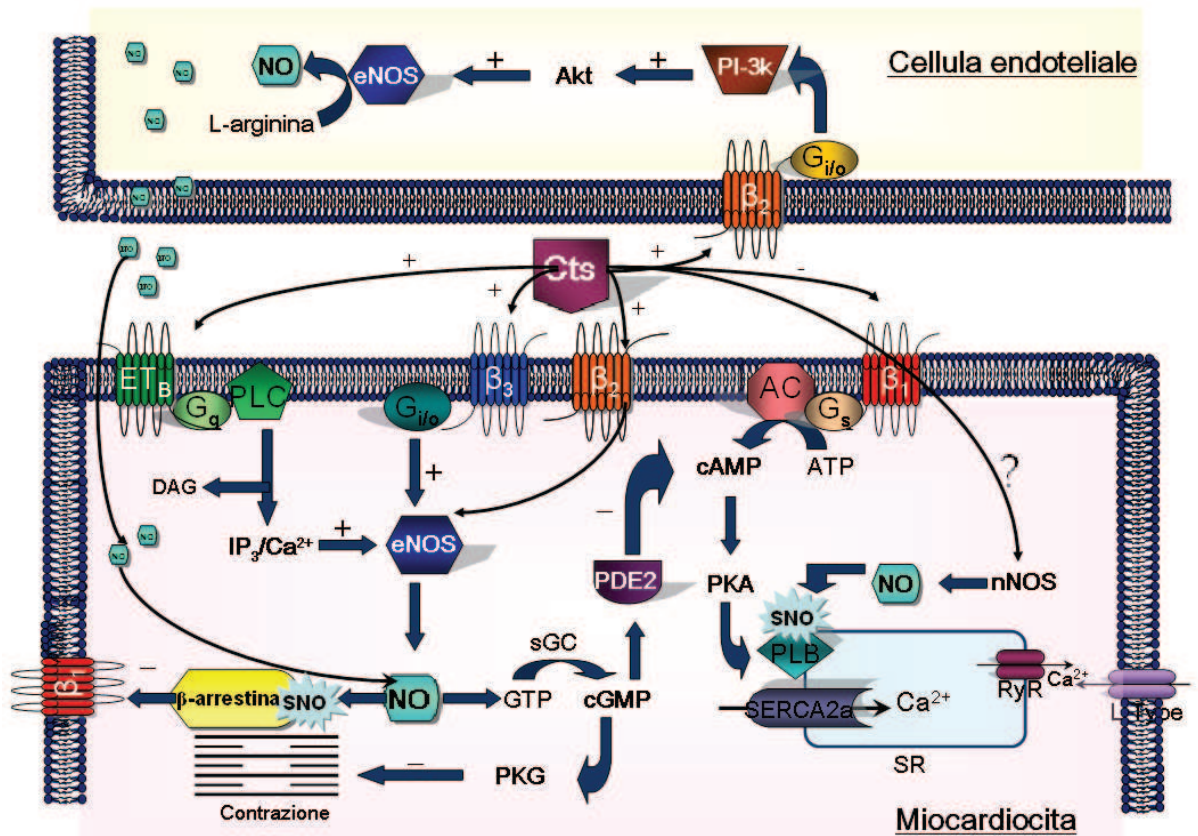 NO
NO
NO
NO
NO
NO
eNOS
+
Akt
+
PI-3k
Cellula endoteliale
L-arginina
Gi/o
β2
Cts
+
+
+
+
-
ETB
Gq
PLC
Gi/o
β3
β2
AC
Gs
β1
cAMP
ATP
?
DAG
+
IP3/Ca2+
+
eNOS
−
PDE2
PKA
NO
nNOS
NO
NO
SNO
PLB
sGC
β1
−
β-arrestina
SNO
NO
GTP
cGMP
SERCA2a
Ca2+
RyR
Ca2+
L Type
SR
−
PKG
Contrazione
Miocardiocita